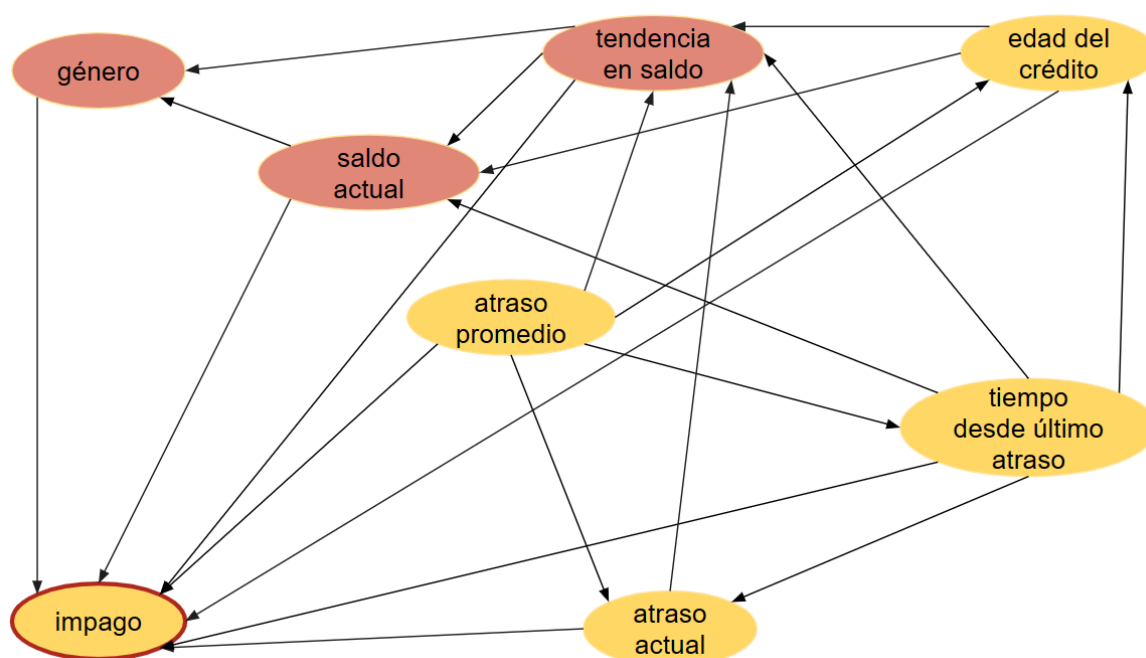 género
tendencia
en saldo
edad del
crédito
saldo
actual
atraso
promedio
tiempo
desde último
atraso
impago
atraso
actual